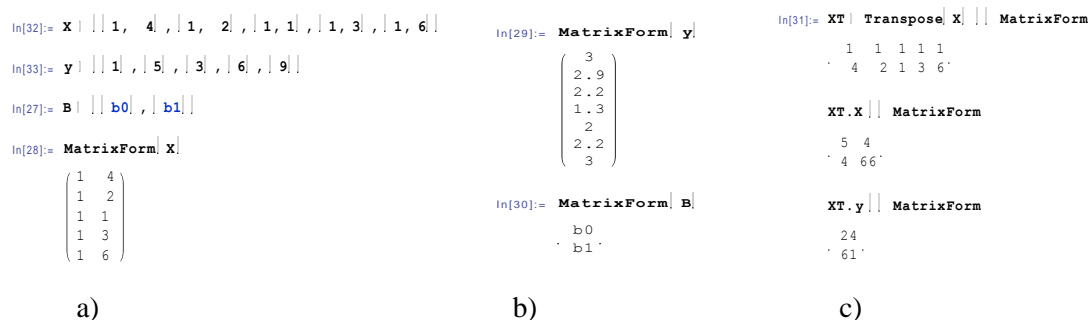 In[32]:= X | | | 1, 4| , | 1, 2| , | 1, 1| , | 1, 3| , | 1, 6| |
In[33]:= y | | | 1| , | 5| , | 3| , | 6| , | 9| |
In[27]:= B | | | b0| , | b1| |
In[28]:= MatrixForm| X|
1 4
1 2
1 1
1 3
1 6
a)
In[29]:= MatrixForm| y|
3
2.9
2.2
1.3
2
2.2
3
In[30]:= MatrixForm| B|
b0
b1
b)
In[31]:= XT | Transpose| X| | | MatrixForm
1 1 1 1 1
4 2 1 3 6
XT.X | | MatrixForm
5 4
4 66
XT.y | | MatrixForm
24
61
c)